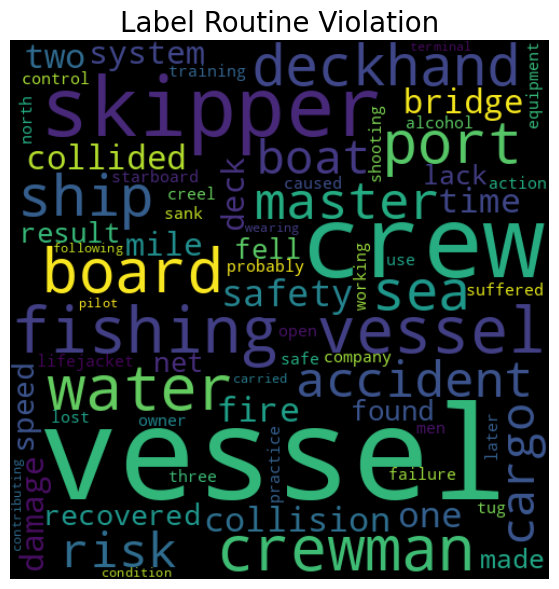 Label Routine Violation
two system training terminal deckhand
control skipper bridge equipment
north collided boat alcohol port
shooting
starboard deck caused lack action
ship creel master time
sank wearing
result mile fell crew
following board probably working use
pilot safety sea suffered
fishing open vessel
lifejacket net safe company accident
water carried
speed lost owner fire found men later cargo
vessel
three practice failure
damage recovered collision one tug
contributing risk crewman made
condition